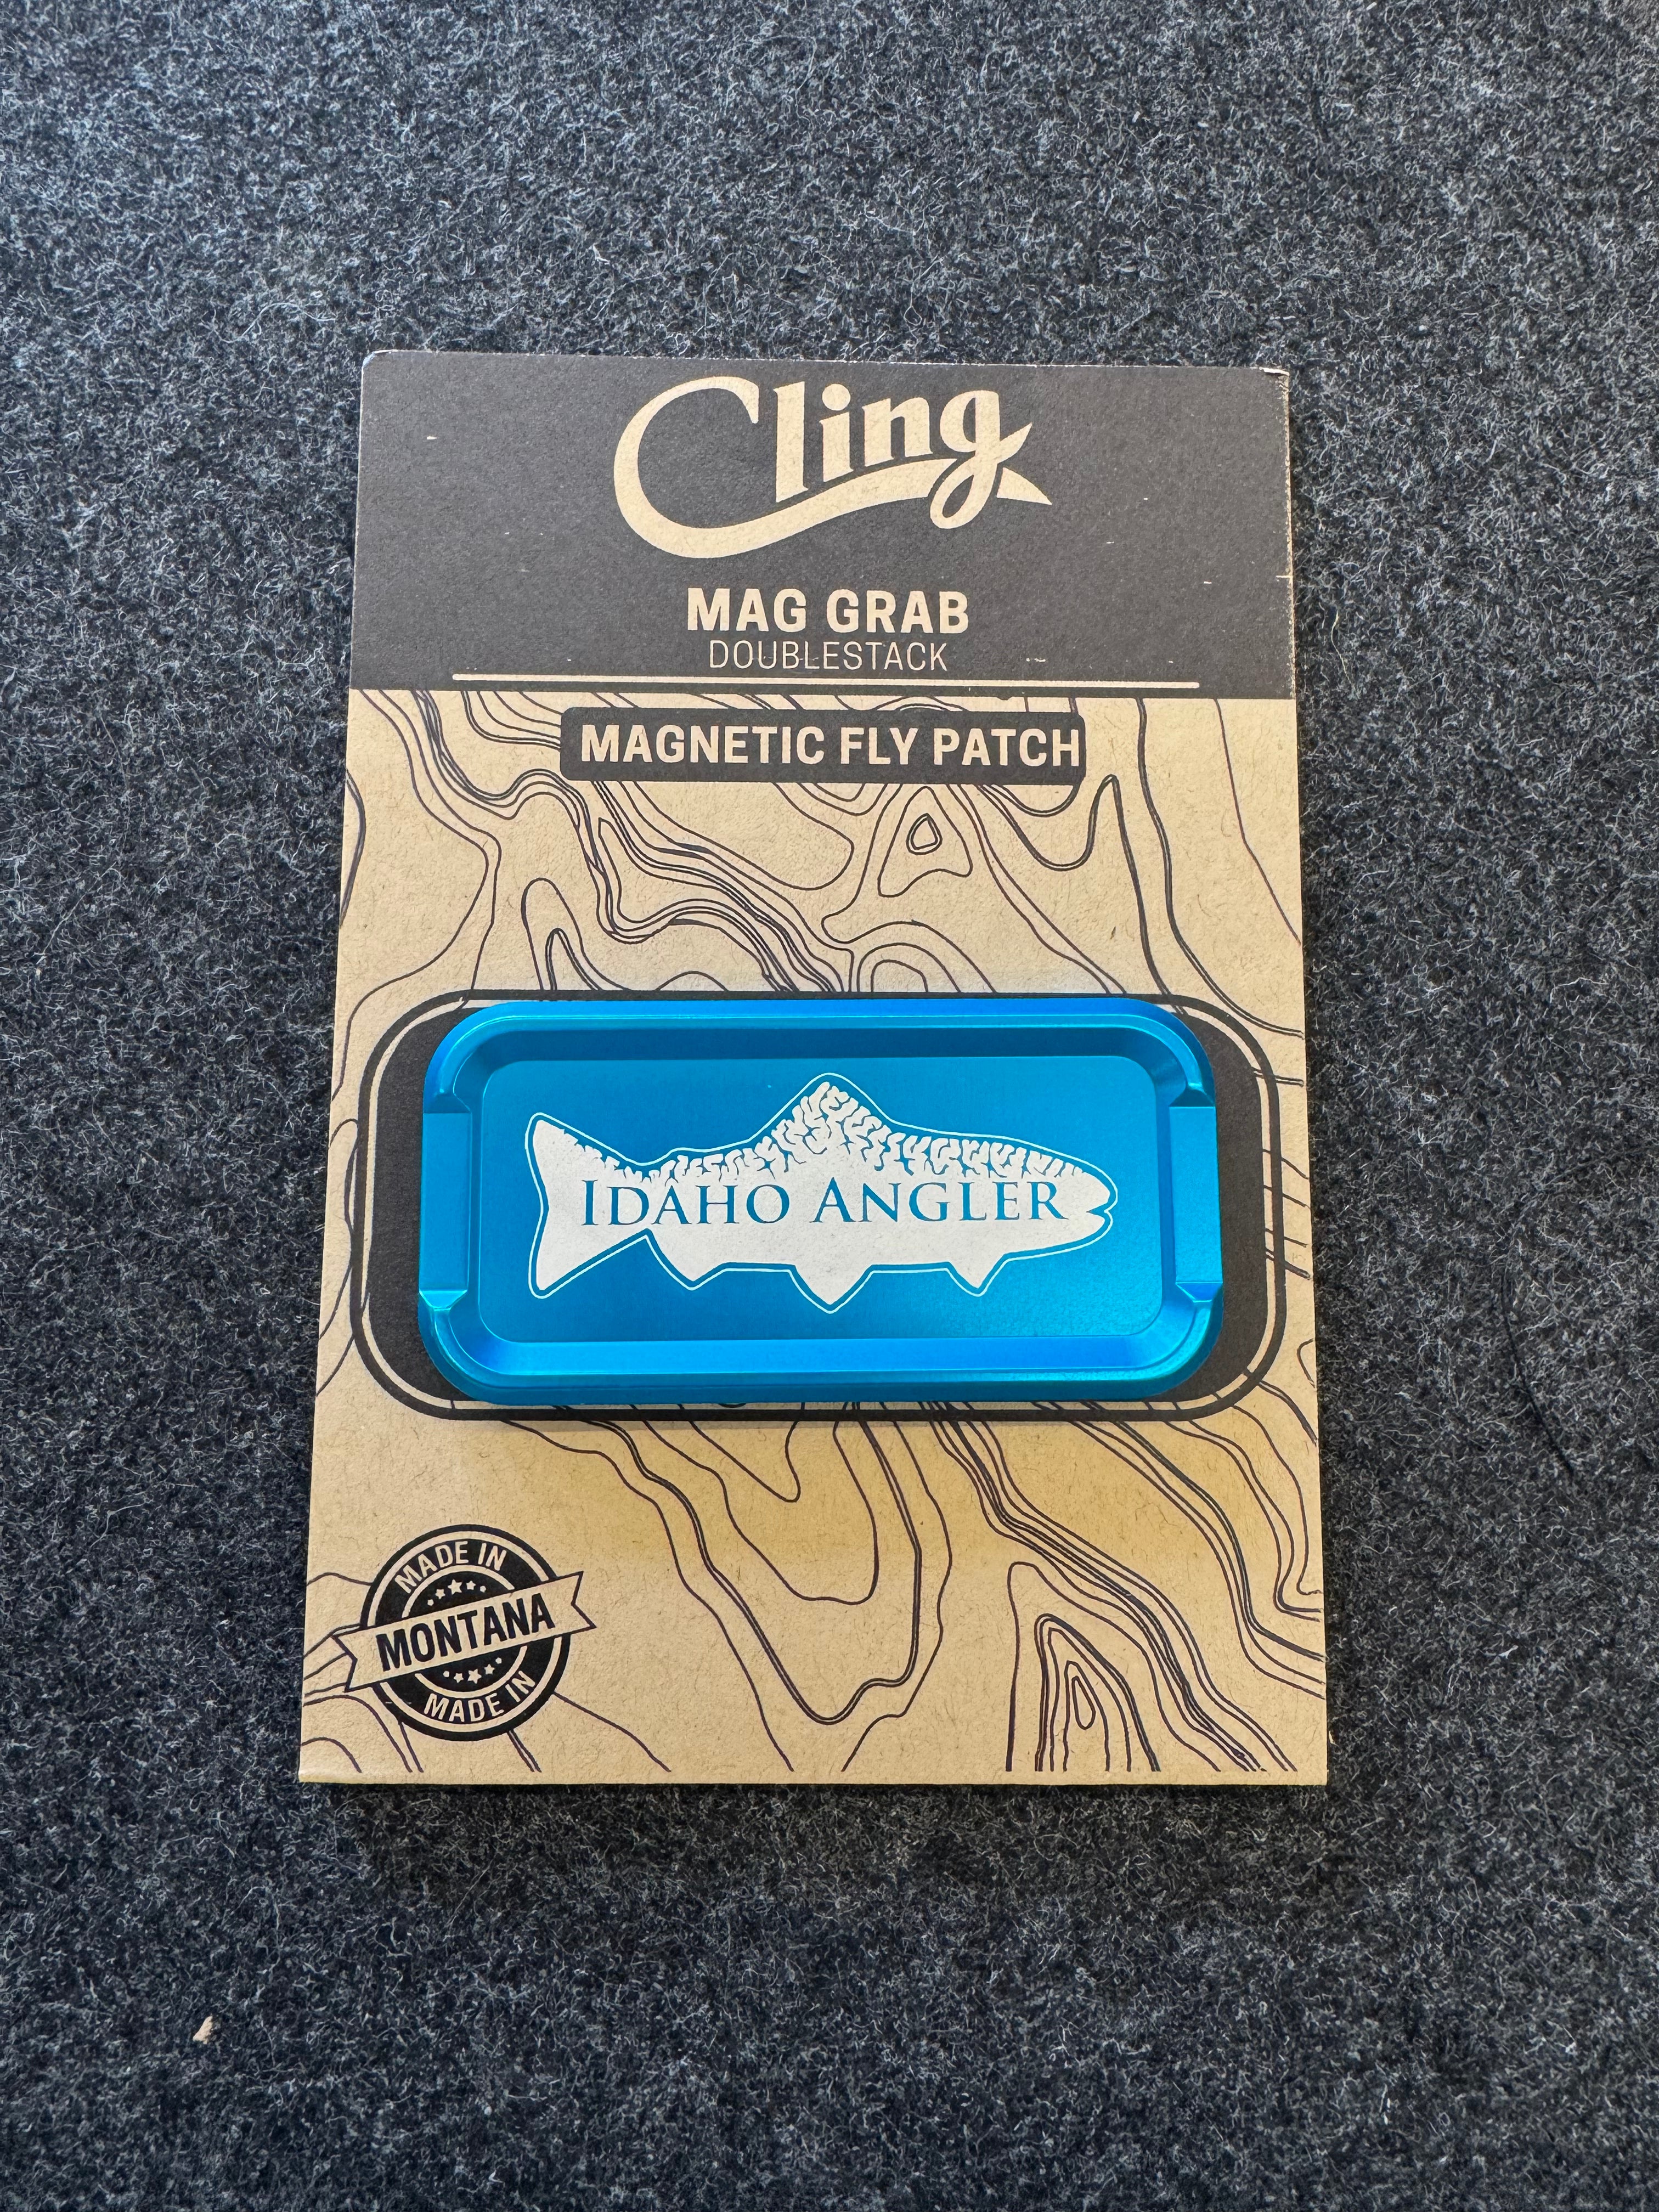 Cling
MAG GRAB
DOUBLESTACK
MAGNETIC FLY PATCH
IDAHO ANGLER
MADE IN
MONTANA
MADE IN